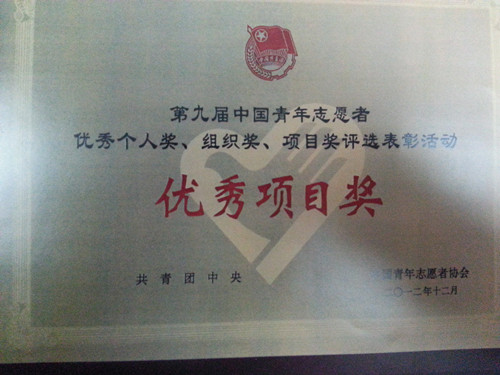 第九届中国青年志愿者
优秀个人奖、组织奖、项目奖评选表彰活动
优秀项目奖
共青团中央
国青年志愿者协会
二〇一二年十二月